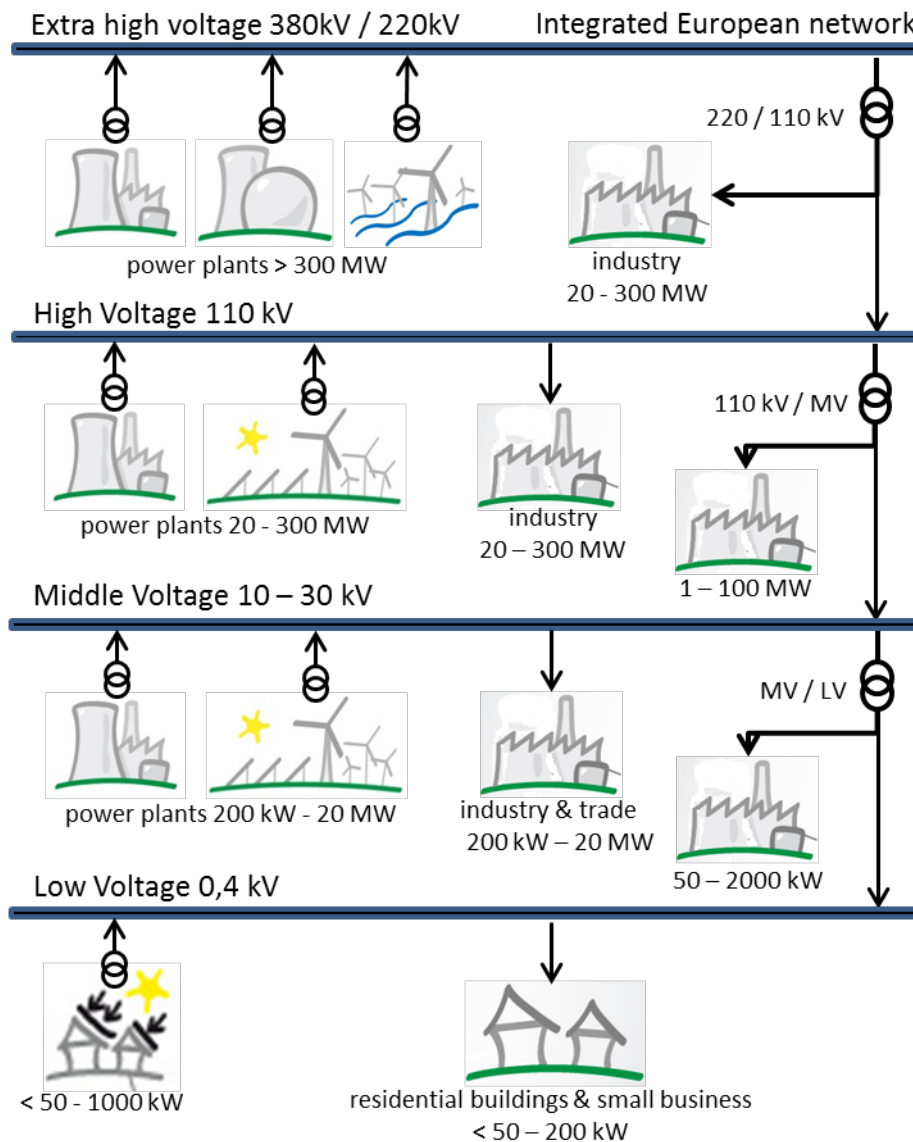 Extra high voltage 380kV / 220kV
Integrated European network
220 / 110 kV
power plants > 300 MW
industry
20 - 300 MW
High Voltage 110 kV
110 kV / MV
power plants 20 - 300 MW
industry
20 – 300 MW
1 – 100 MW
Middle Voltage 10 – 30 kV
MV / LV
power plants 200 kW - 20 MW
industry & trade
200 kW – 20 MW
50 – 2000 kW
Low Voltage 0,4 kV
< 50 - 1000 kW
residential buildings & small business
< 50 – 200 kW